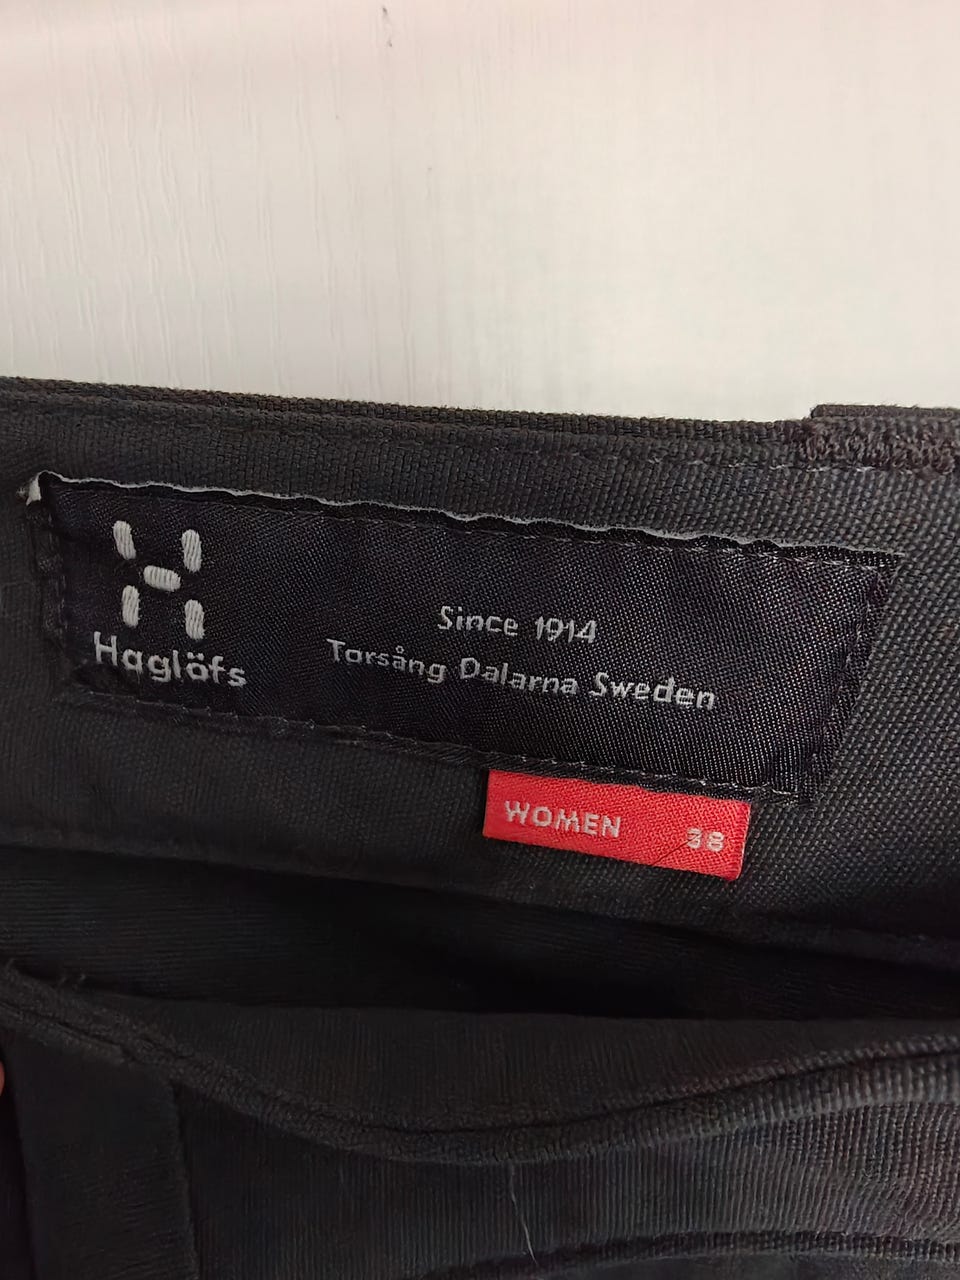 Haglöfs
Since 1914
Torsång Dalarna Sweden
WOMEN 38